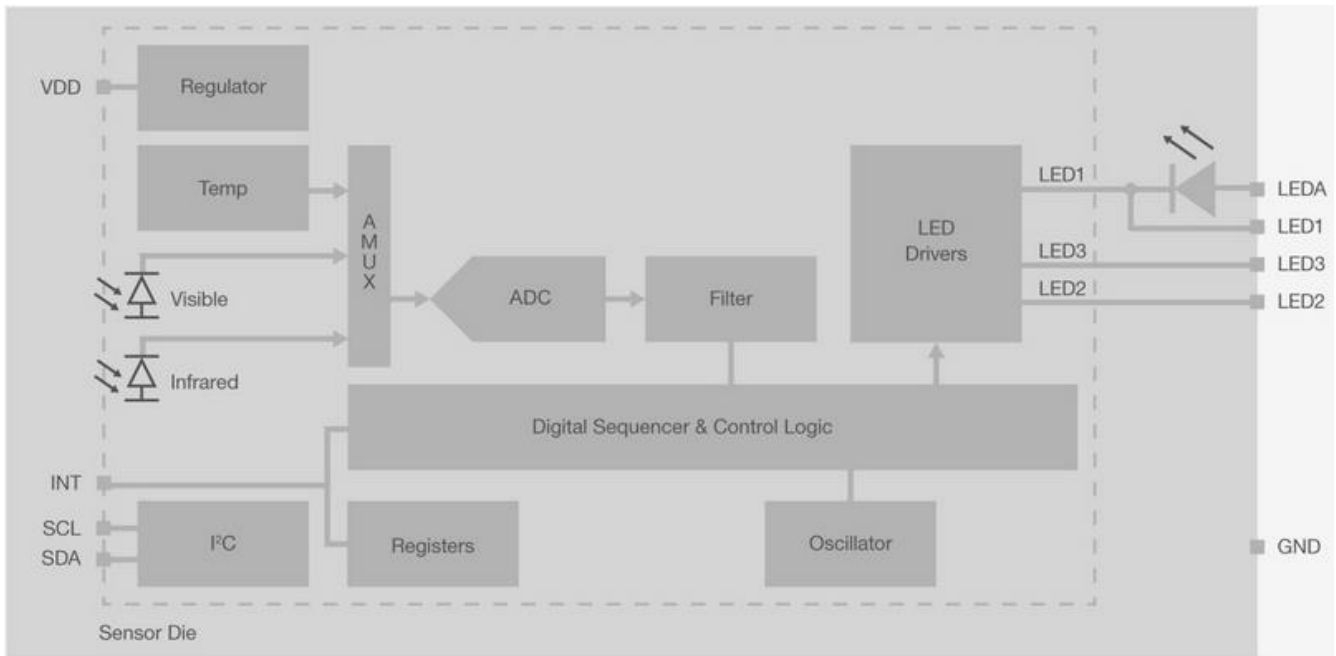 VDD
Regulator
Temp
AMUX
Visible
Infrared
ADC
Filter
LED
Drivers
LED1
LED3
LED2
LEDA
LED1
LED3
LED2
Digital Sequencer & Control Logic
INT
SCL
SDA
I²C
Registers
Oscillator
GND
Sensor Die